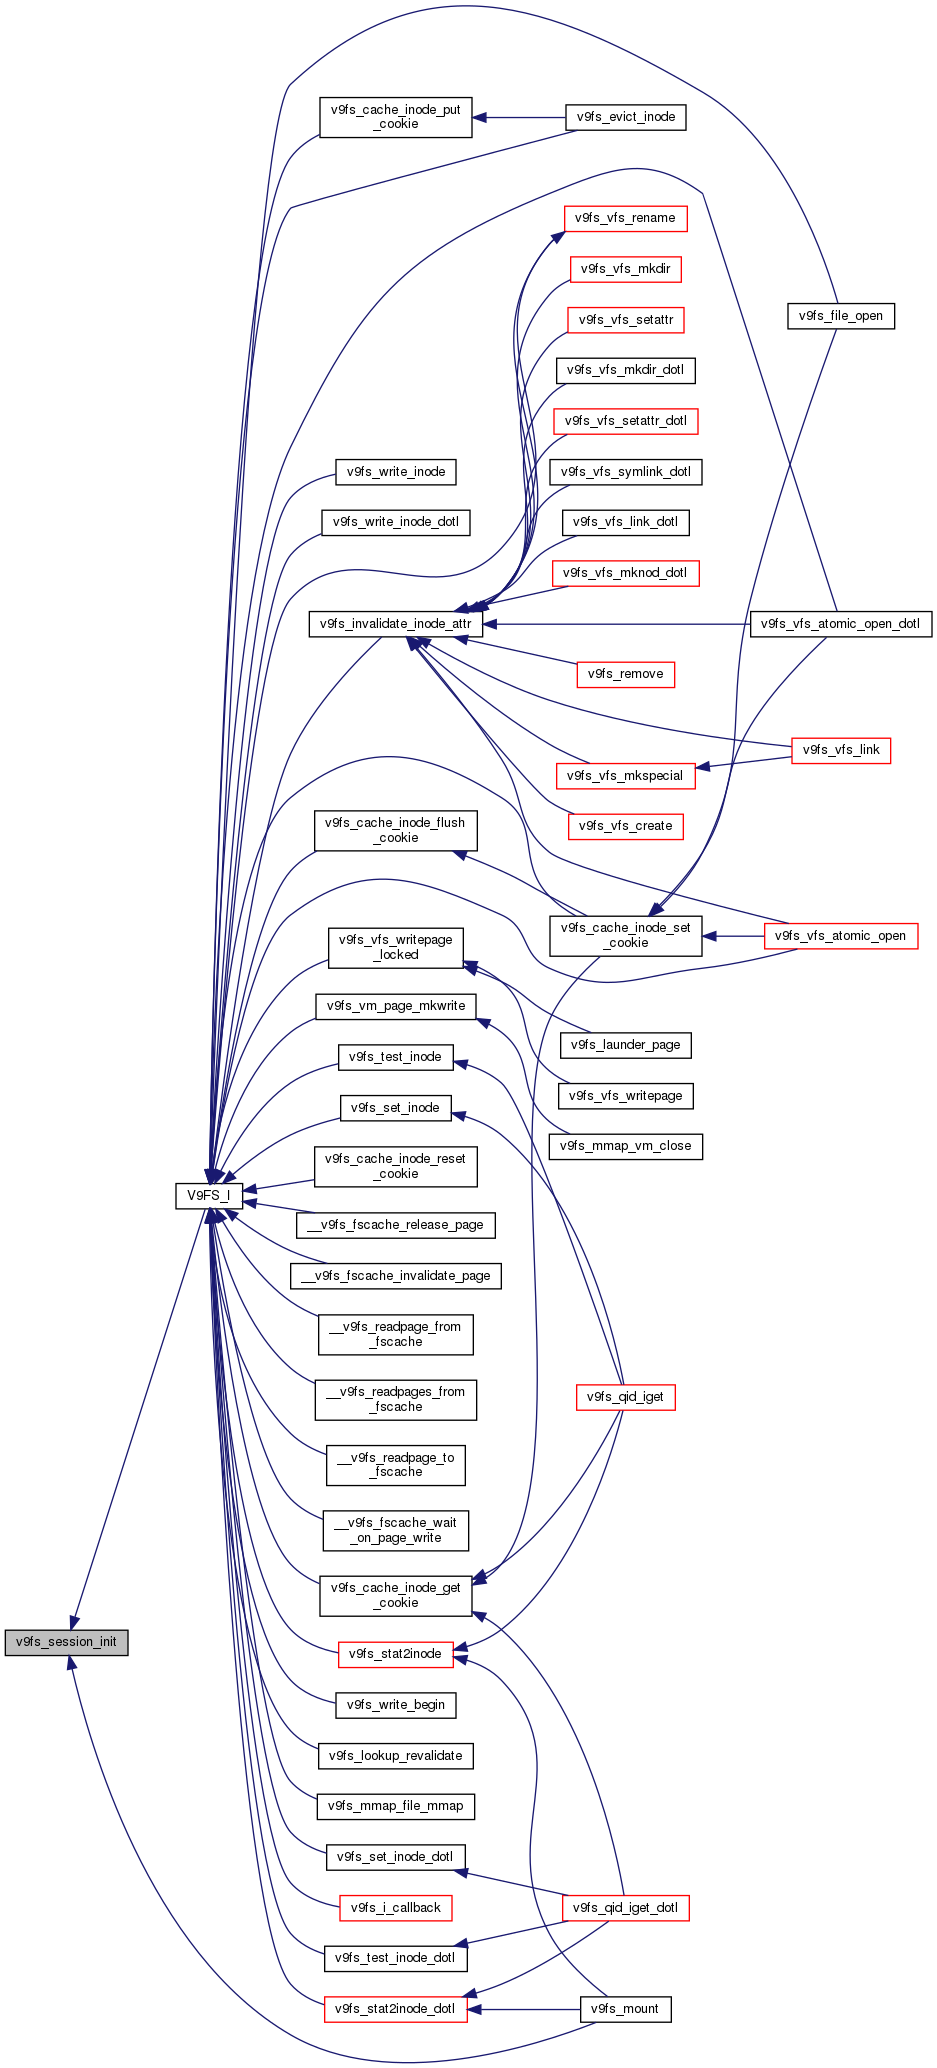 v9fs_cache_inode_put
_cookie
v9fs_evict_inode
v9fs_vfs_rename
v9fs_vfs_mkdir
v9fs_file_open
v9fs_vfs_setattr
v9fs_vfs_mkdir_dotl
v9fs_vfs_setattr_dotl
v9fs_write_inode
v9fs_vfs_symlink_dotl
v9fs_write_inode_dotl
v9fs_vfs_link_dotl
v9fs_vfs_mknod_dotl
v9fs_invalidate_inode_attr
v9fs_vfs_atomic_open_dotl
v9fs_remove
v9fs_vfs_link
v9fs_vfs_mkspecial
v9fs_cache_inode_flush
_cookie
v9fs_vfs_create
v9fs_cache_inode_set
_cookie
v9fs_vfs_atomic_open
v9fs_vfs_writepage
_locked
v9fs_vm_page_mkwrite
v9fs_launder_page
v9fs_test_inode
v9fs_vfs_writepage
v9fs_set_inode
v9fs_mmap_vm_close
v9fs_cache_inode_reset
_cookie
V9FS_I
__v9fs_fscache_release_page
__v9fs_fscache_invalidate_page
__v9fs_readpage_from
_fscache
__v9fs_readpages_from
_fscache
v9fs_qid_iget
__v9fs_readpage_to
_fscache
__v9fs_fscache_wait
_on_page_write
v9fs_cache_inode_get
_cookie
v9fs_session_init
v9fs_stat2inode
v9fs_write_begin
v9fs_lookup_revalidate
v9fs_mmap_file_mmap
v9fs_set_inode_dotl
v9fs_i_callback
v9fs_qid_iget_dotl
v9fs_test_inode_dotl
v9fs_stat2inode_dotl
v9fs_mount